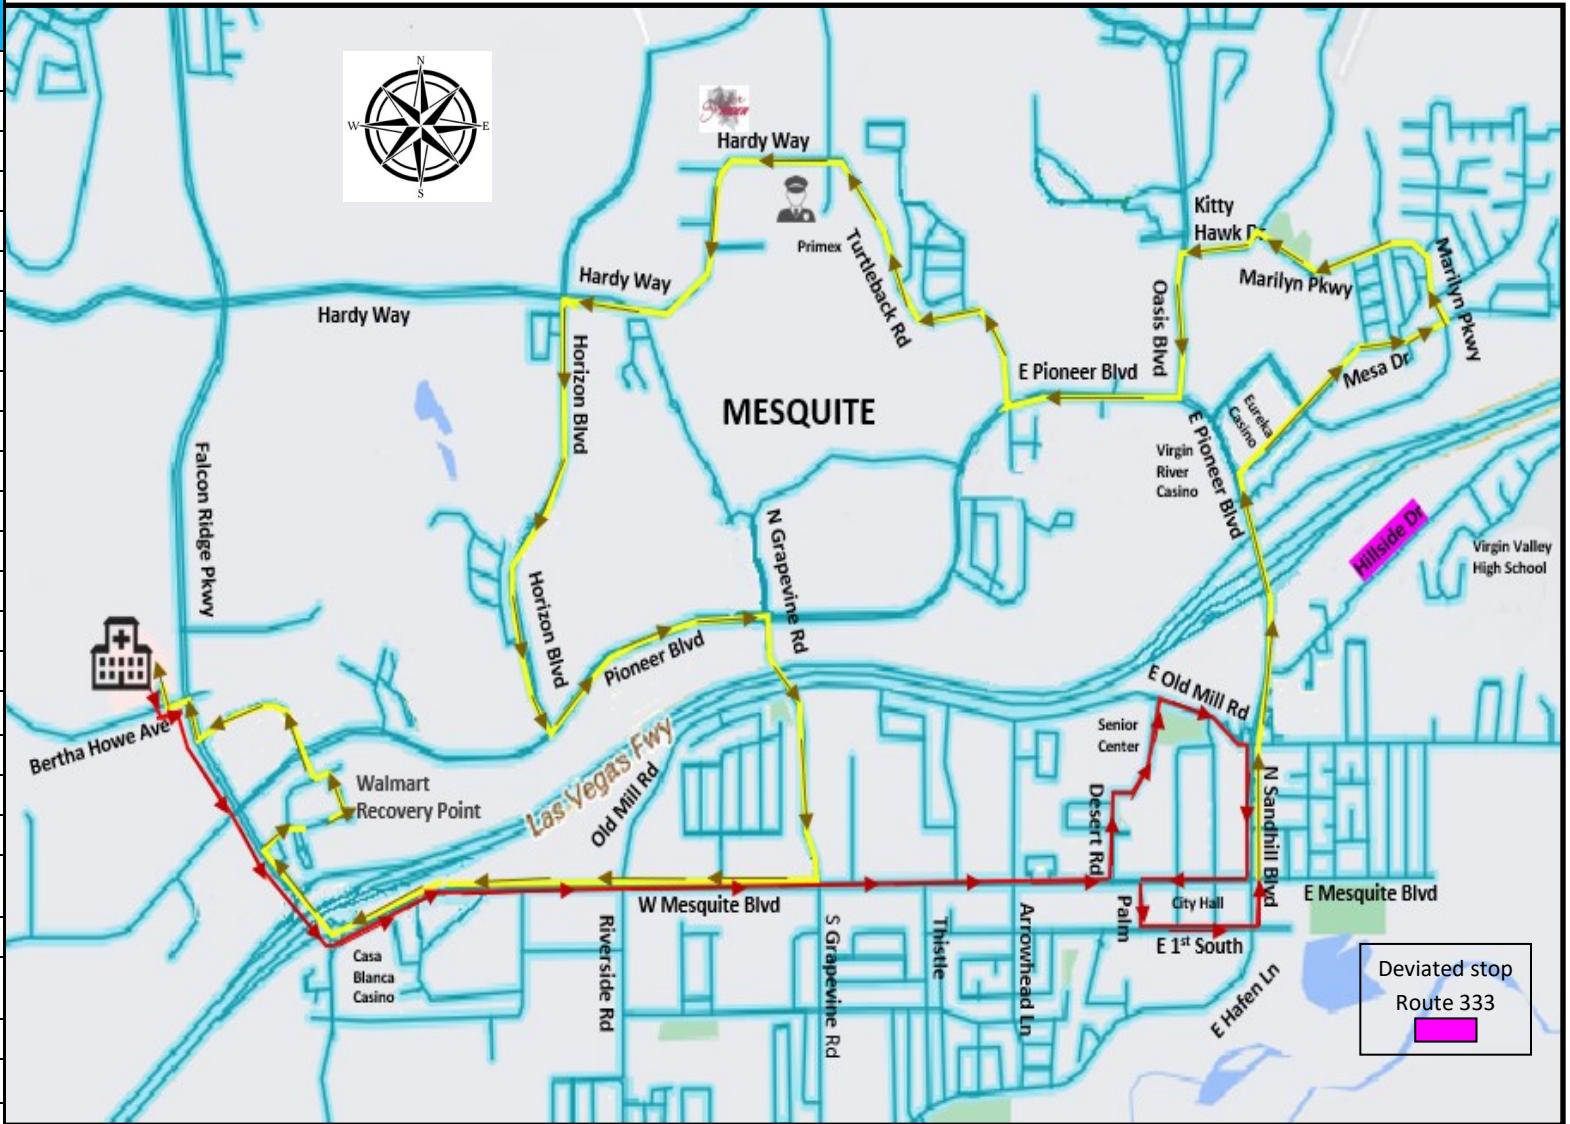 N
W
E
S
Hardy Way
Primex
Turtleback Rd
Kitty
Hawk Dr
Marilyn Pkwy
Marilyn Pkwy
Oasis Blvd
Hardy Way
Hardy Way
Horizon Blvd
E Pioneer Blvd
Mesa Dr
MESQUITE
Eureka
Casino
E Pioneer Blvd
Virgin
River
Casino
Falcon Ridge Pkwy
N Grapevine Rd
Hillside Dr
Virgin Valley
High School
Horizon Blvd
Pioneer Blvd
E Old Mill Rd
Senior
Center
Bertha Howe Ave
Las Vegas Fwy
Old Mill Rd
Walmart
Recovery Point
Desert Rd
N Sandhill Blvd
W Mesquite Blvd
Palm
City Hall
E Mesquite Blvd
E 1st South
Casa
Blanca
Casino
Riverside Rd
S Grapevine Rd
Thistle
Arrowhead Ln
E Hafen Ln
Deviated stop
Route 333